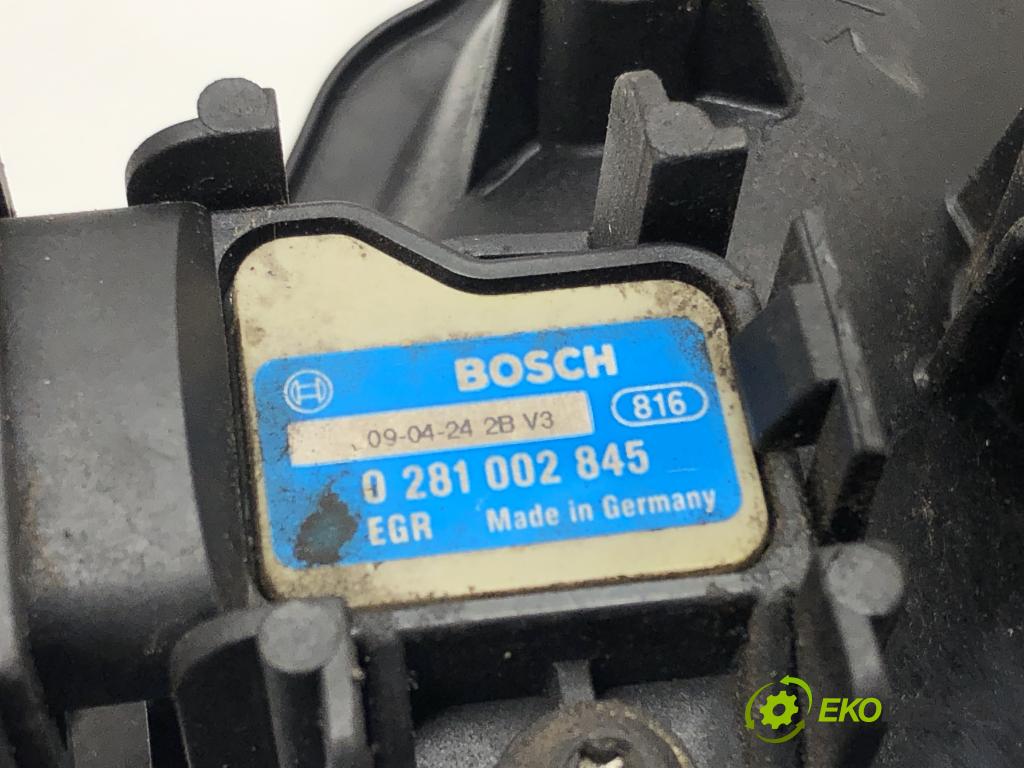 BOSCH
09-04-24 2B V3
816
0 281 002 845
EGR Made in Germany
EKO